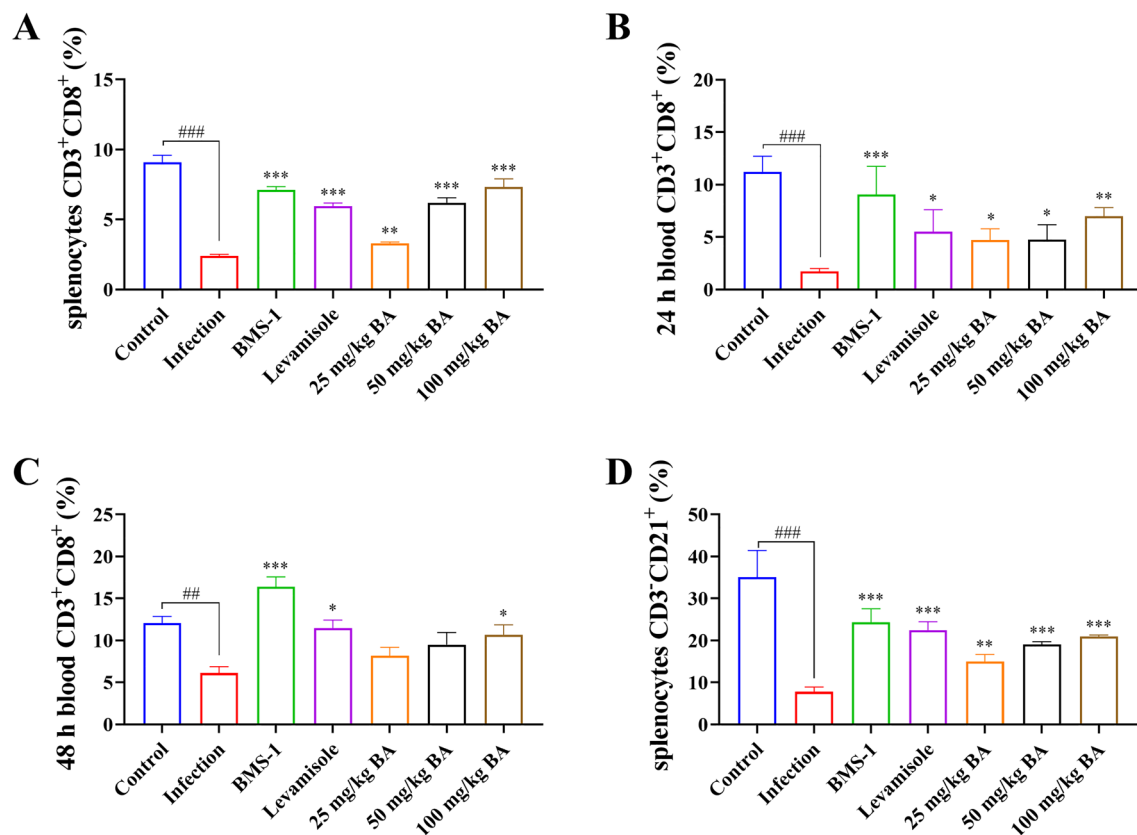 A
splenocytes CD3⁺CD8⁺ (%)
15
10
5
0
###
***
***
**
***
***
Control
Infection
BMS-1
Levamisole
25 mg/kg BA
50 mg/kg BA
100 mg/kg BA
B
24 h blood CD3⁺CD8⁺ (%)
20
15
10
5
0
###
***
*
*
*
**
Control
Infection
BMS-1
Levamisole
25 mg/kg BA
50 mg/kg BA
100 mg/kg BA
C
48 h blood CD3⁺CD8⁺ (%)
25
20
15
10
5
0
##
***
*
*
Control
Infection
BMS-1
Levamisole
25 mg/kg BA
50 mg/kg BA
100 mg/kg BA
D
splenocytes CD3⁻CD21⁺ (%)
50
40
30
20
10
0
###
***
***
**
***
***
Control
Infection
BMS-1
Levamisole
25 mg/kg BA
50 mg/kg BA
100 mg/kg BA